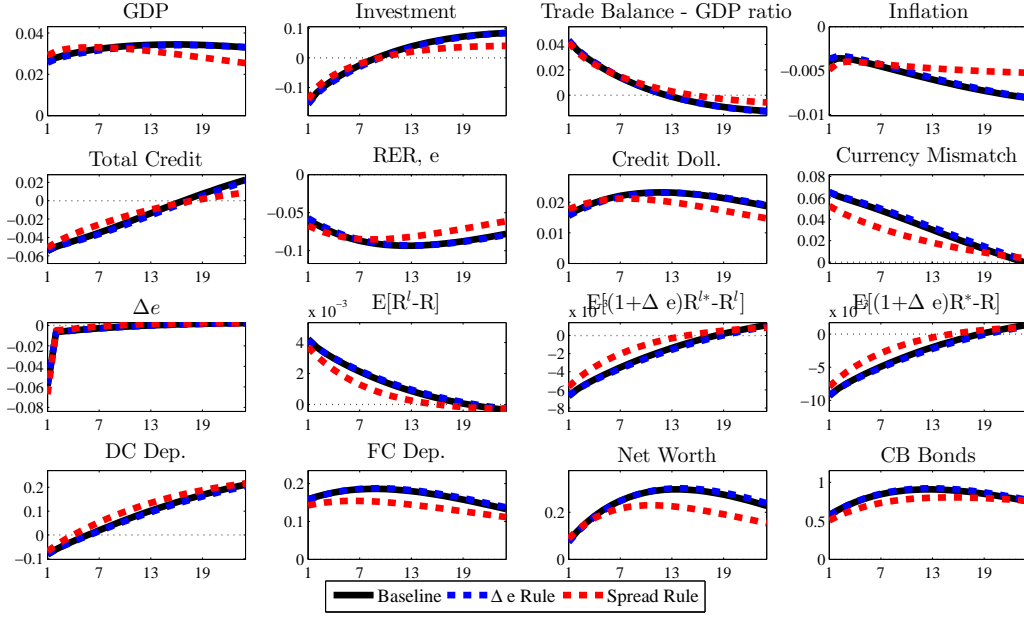 GDP Investment Trade Balance - GDP ratio Inflation
0.04 0.1 0.04 0
0.02 0 0.02 −0.005
0 −0.1 0 −0.01
1 7 13 19 1 7 13 19 1 7 13 19 1 7 13 19
Total Credit RER, e Credit Doll. Currency Mismatch
0.02 0 0.08
0 0.02 0.06
−0.02 −0.05 0.01 0.04
−0.04 0.02
−0.06 −0.1 0 0
1 7 13 19 1 7 13 19 1 7 13 19 1 7 13 19
Δe E[Rˡ-R] E[(1+Δ e)Rˡ*-Rˡ] E[(1+Δ e)R*-R]
x 10⁻³ x 10⁻³ x 10⁻³
0 4 0 0
−0.02 2 −2 −5
−0.04 0 −4 −10
−0.06 −6
−0.08 −8
1 7 13 19 1 7 13 19 1 7 13 19 1 7 13 19
DC Dep. FC Dep. Net Worth CB Bonds
0.2 0.2 0.2 1
0.1 0.1 0 0.5
0 0 0
−0.1
1 7 13 19 1 7 13 19 1 7 13 19 1 7 13 19
Baseline Δ e Rule Spread Rule